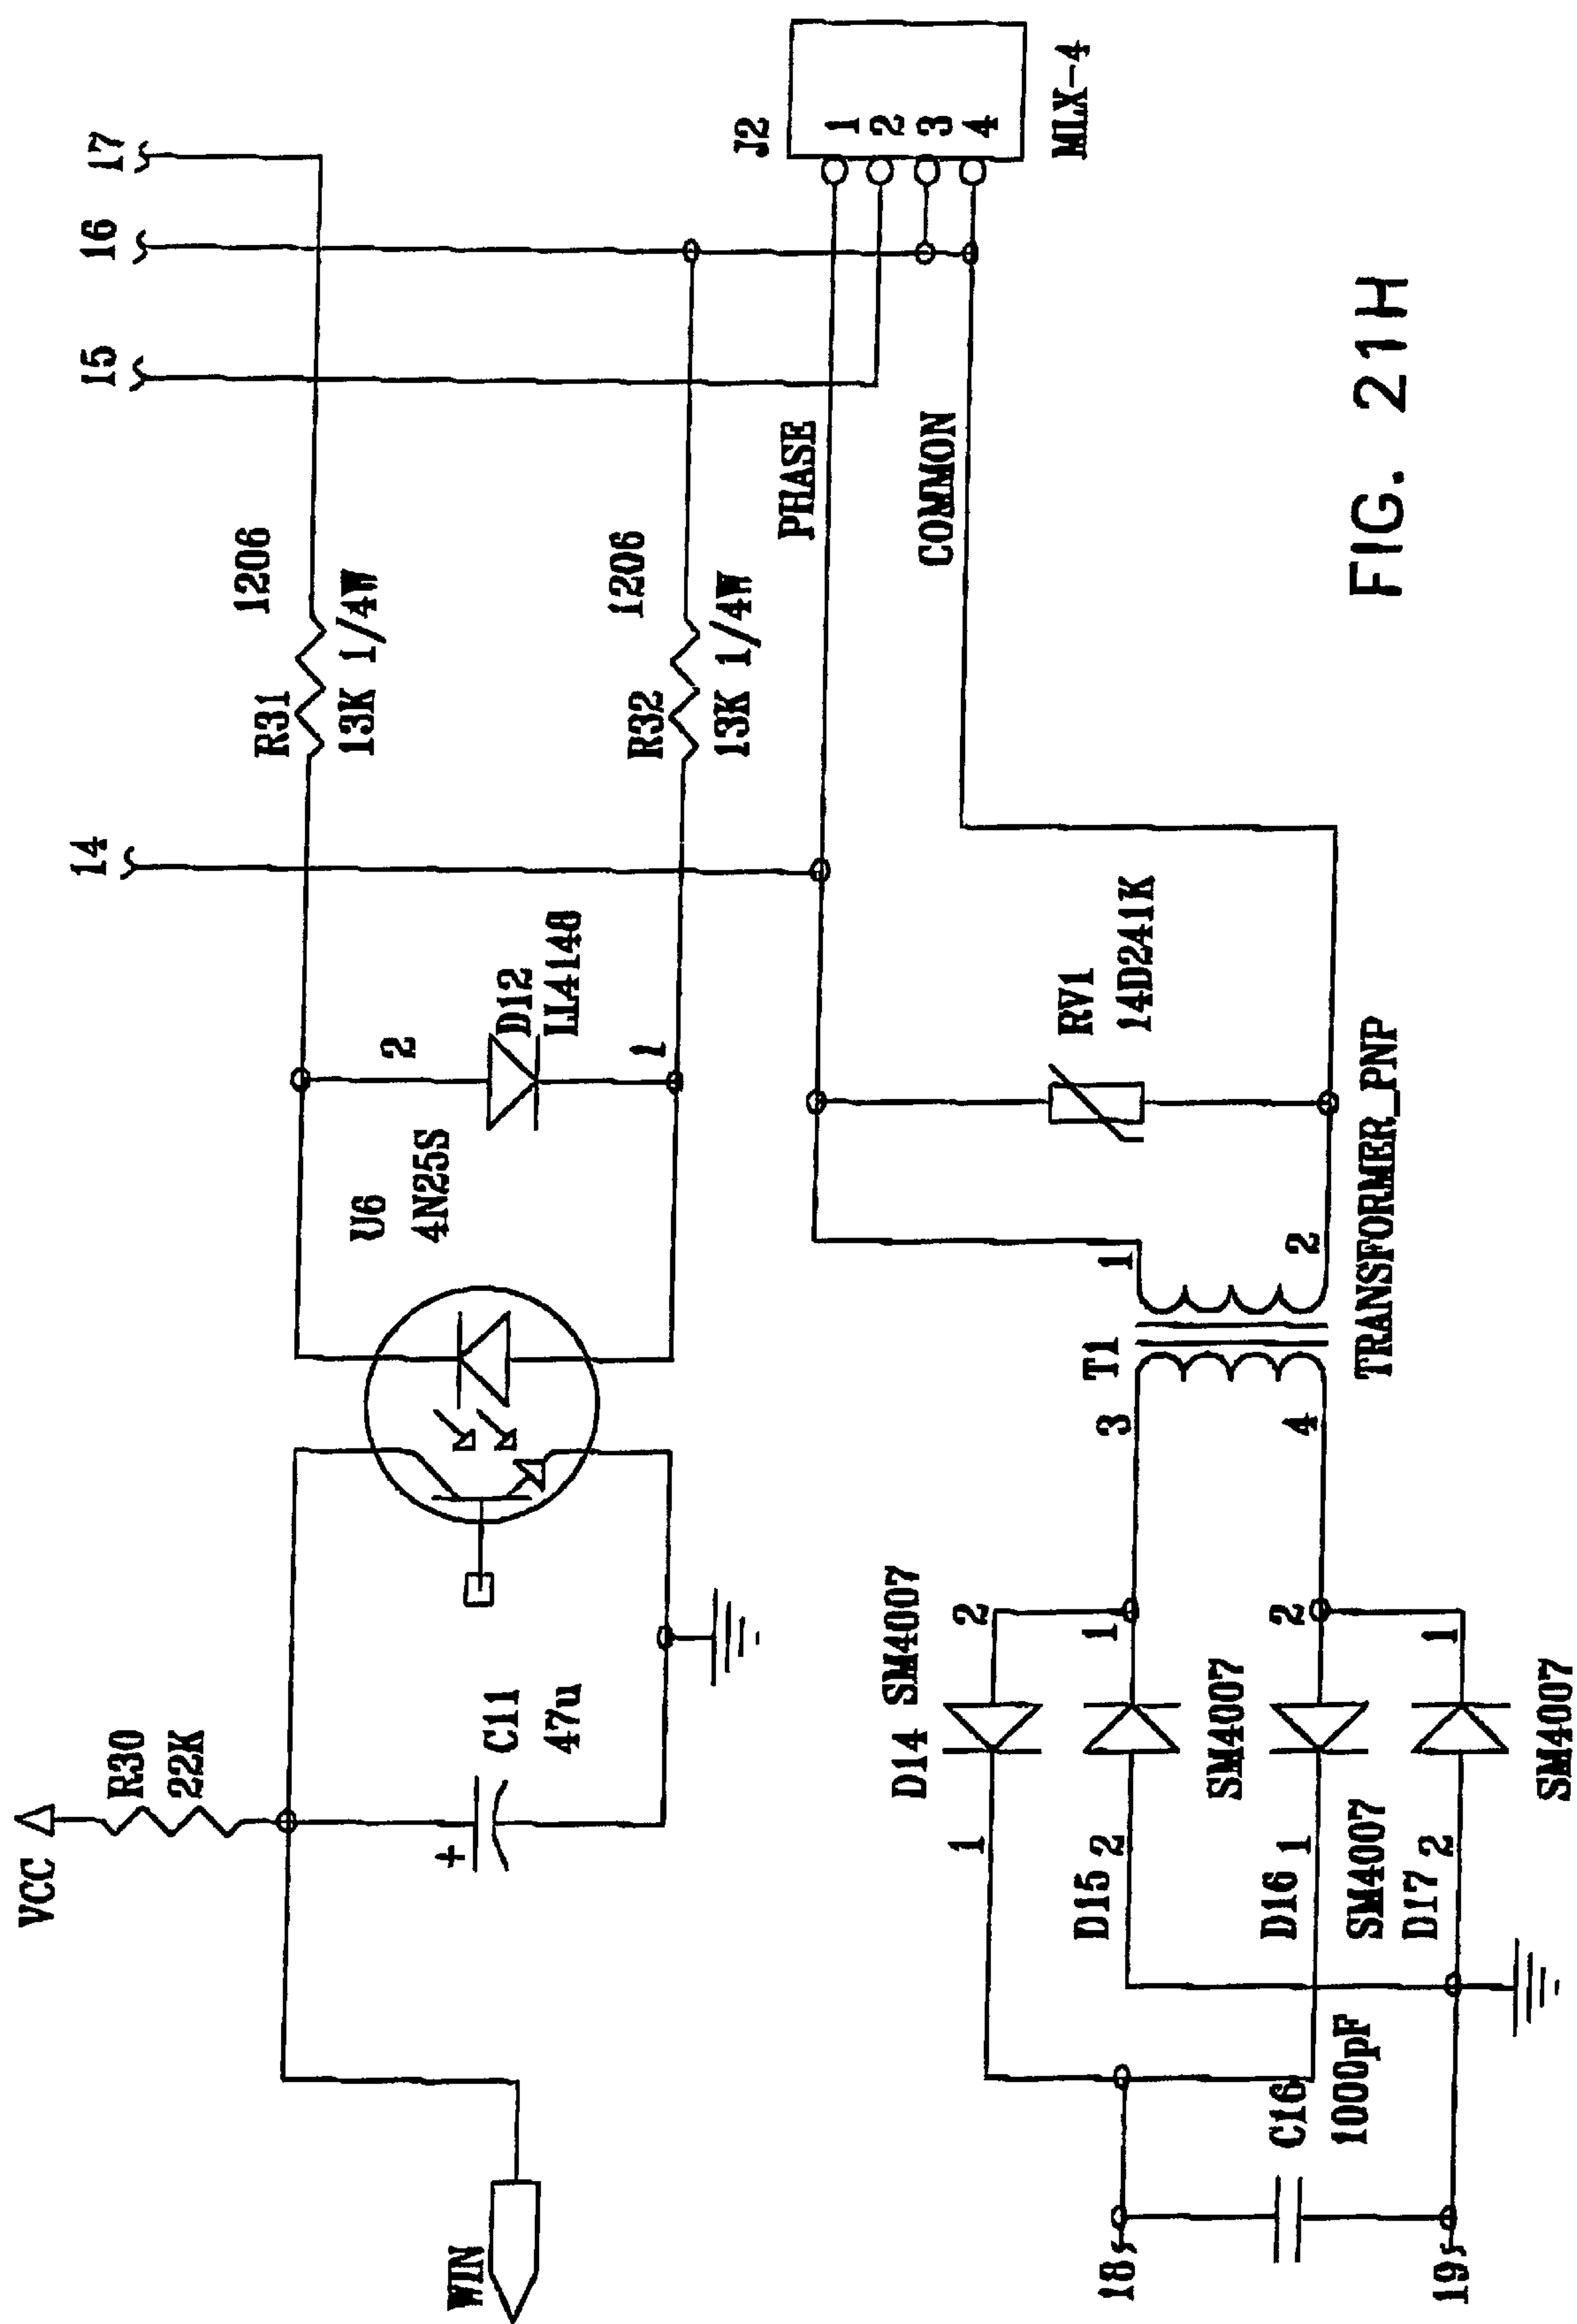 17
16
15
14
J2
1
2
3
4
MLX-4
PHASE
COMMON
1206
R31
13K 1/4W
1206
R32
13K 1/4W
2
D12
LL4148
1
U6
4N25S
RV1
14D241K
1
2
T1
TRANSFORMER_PNP
3
4
VCC
R30
22K
C11
47u
+
WIN
SM4007
D14
2
1
1
2
D15
SM4007
2
1
D16
SM4007
1
2
D17
SM4007
C16
1000pF
18
19
FIG. 21H